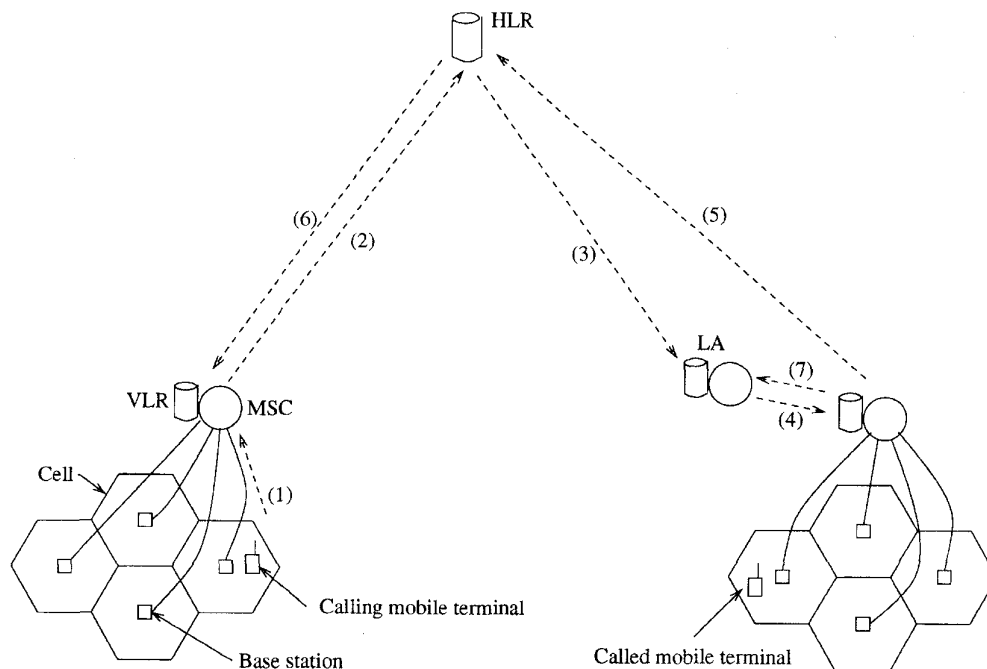 HLR
(6)
(2)
(5)
(3)
LA
(7)
(4)
VLR
MSC
Cell
(1)
Calling mobile terminal
Base station
Called mobile terminal